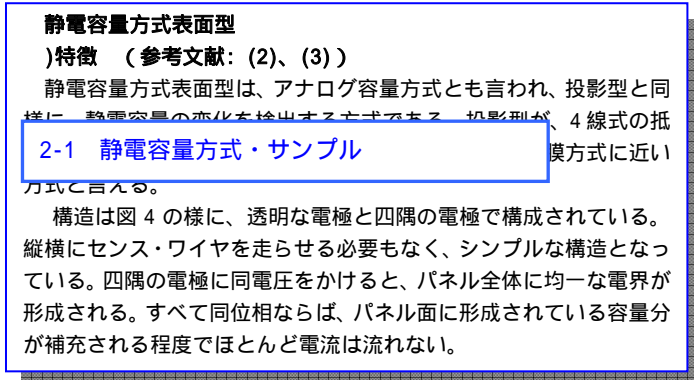 静電容量方式表面型
)特徴　（参考文献: (2)、(3)）
静電容量方式表面型は、アナログ容量方式とも言われ、投影型と同
様に、静電容量の変化を検出する方式である。投影型が、4 線式の抵
2-1　静電容量方式・サンプル
膜方式に近い
方式と言える。
構造は図 4 の様に、透明な電極と四隅の電極で構成されている。
縦横にセンス・ワイヤを走らせる必要もなく、シンプルな構造となっ
ている。四隅の電極に同電圧をかけると、パネル全体に均一な電界が
形成される。すべて同位相ならば、パネル面に形成されている容量分
が補充される程度でほとんど電流は流れない。